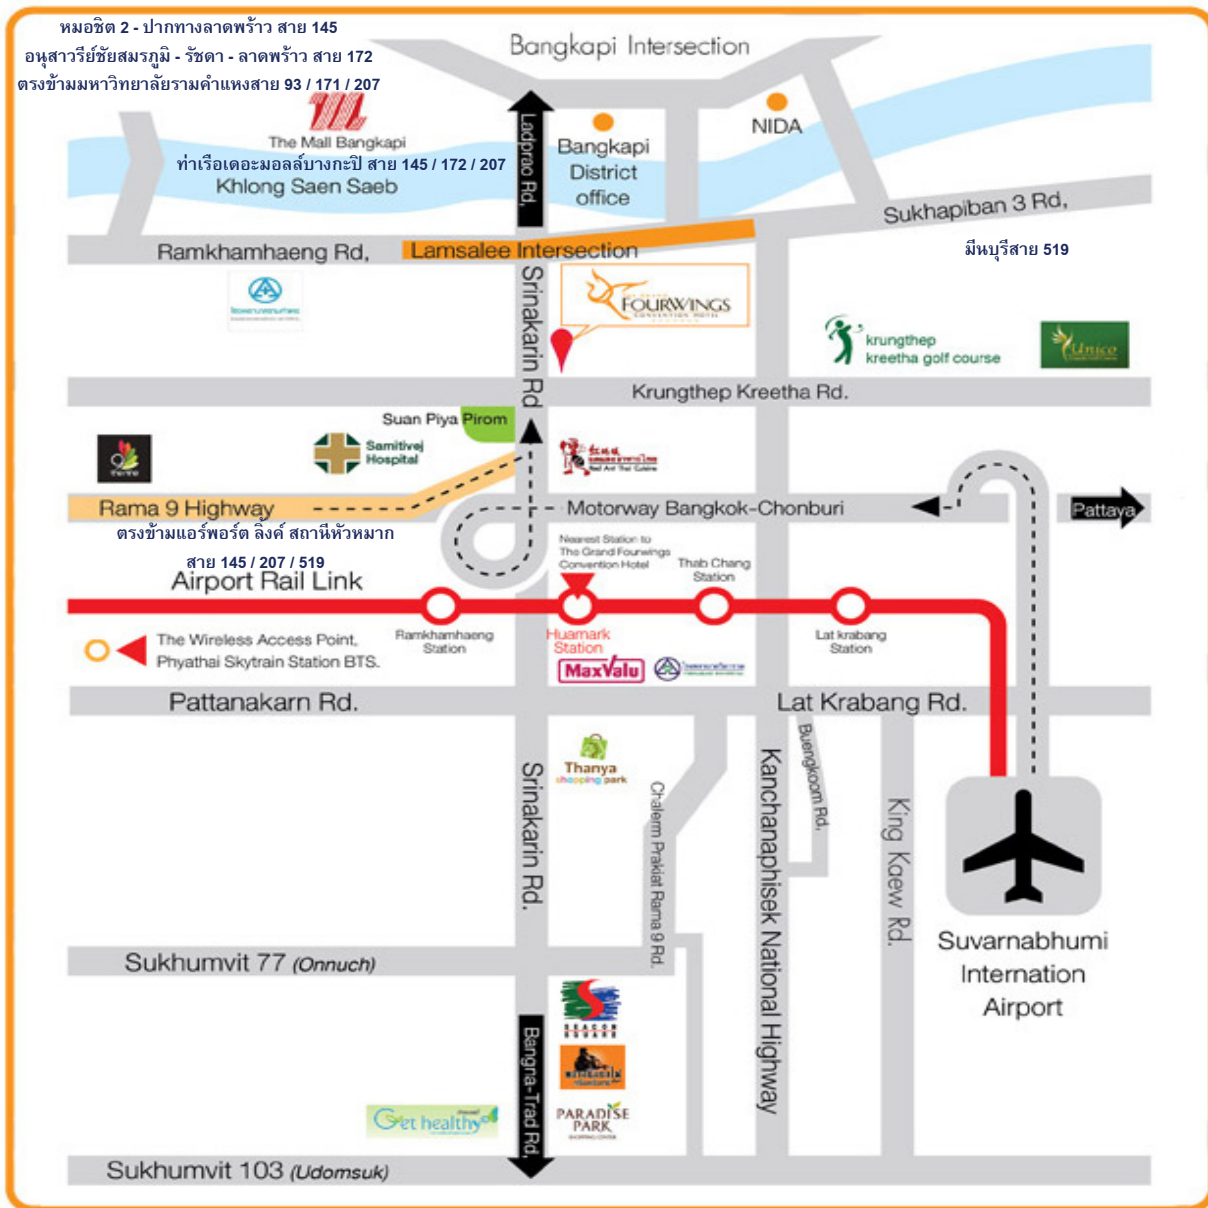 หมอชิต 2 - ปากทางลาดพร้าว สาย 145
อนุสาวรีย์ชัยสมรภูมิ - รัชดา - ลาดพร้าว สาย 172
ตรงข้ามมหาวิทยาลัยรามคำแหงสาย 93 / 171 / 207
Bangkapi Intersection
The Mall Bangkapi
ท่าเรือเดอะมอลล์บางกะปิ สาย 145 / 172 / 207
Khlong Saen Saeb
Ladprao Rd,
Bangkapi
District
office
NIDA
Sukhapiban 3 Rd,
มีนบุรีสาย 519
Ramkhamhaeng Rd,
Lamsalee Intersection
Srinakarin Rd
FOURWINGS
CONVENTION HOTEL
krungthep
kreetha golf course
Unico
Krungthep Kreetha Rd.
Suan Piya Pirom
Samitivej
Hospital
Red Ant Thai Cuisine
Rama 9 Highway
Motorway Bangkok-Chonburi
Pattaya
ตรงข้ามแอร์พอร์ต ลิ้งค์ สถานีหัวหมาก
สาย 145 / 207 / 519
Airport Rail Link
Nearest Station to
The Grand Fourwings
Convention Hotel
Thab Chang
Station
Ramkhamhaeng
Station
Huamark
Station
Lat krabang
Station
The Wireless Access Point,
Phyathai Skytrain Station BTS.
MaxValu
Pattanakarn Rd.
Lat Krabang Rd.
Thanya
shopping park
Srinakarin Rd.
Chalerm Prakiat Rama 9 Rd.
Kanchanaphisek National Highway
Buengkoom Rd,
King Kaew Rd.
Suvarnabhumi
Internation
Airport
Sukhumvit 77 (Onnuch)
SEACON
SQUARE
Bangna-Trad Rd,
Get healthy
PARADISE
PARK
SHOPPING CENTER
Sukhumvit 103 (Udomsuk)